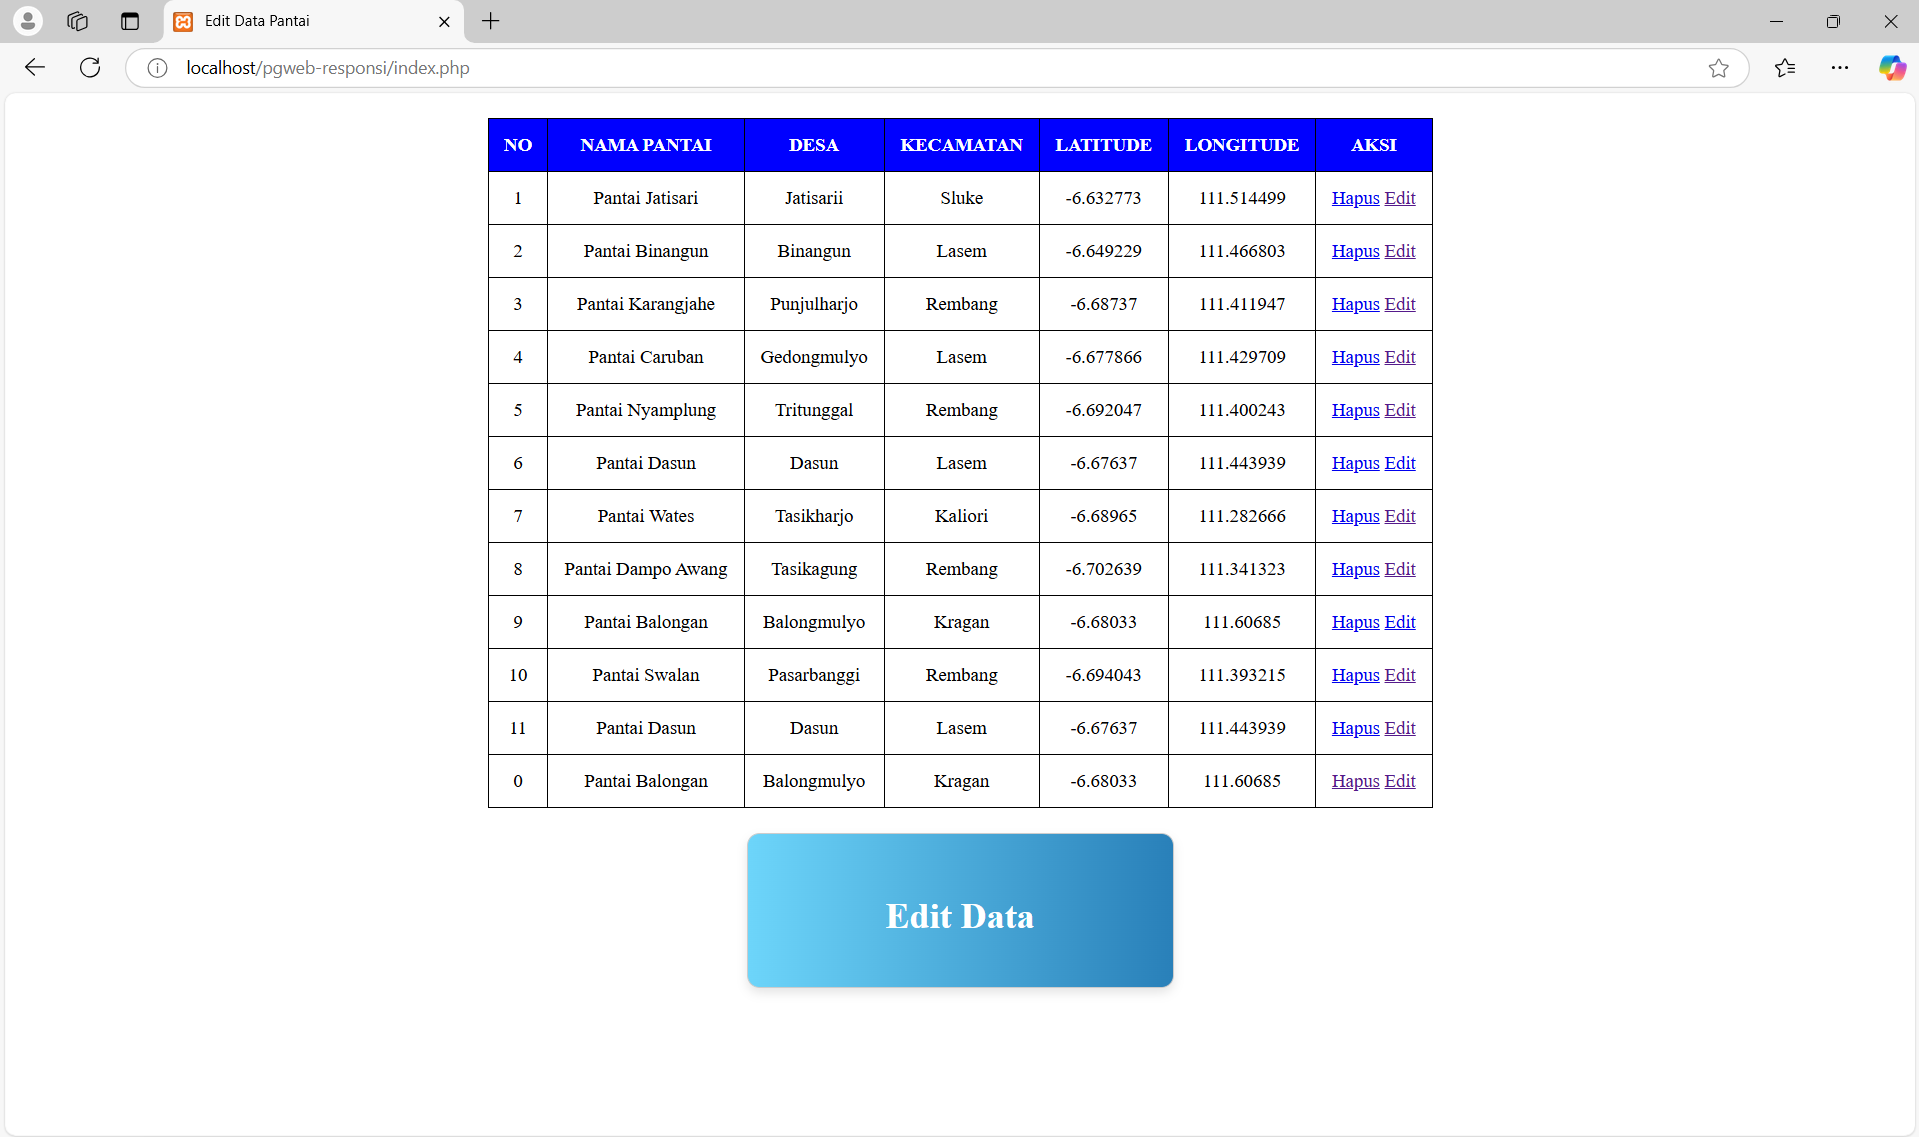 Edit Data Pantai
localhost/pgweb-responsi/index.php
NO NAMA PANTAI DESA KECAMATAN LATITUDE LONGITUDE AKSI
1 Pantai Jatisari Jatisarii Sluke -6.632773 111.514499 Hapus Edit
2 Pantai Binangun Binangun Lasem -6.649229 111.466803 Hapus Edit
3 Pantai Karangjahe Punjulharjo Rembang -6.68737 111.411947 Hapus Edit
4 Pantai Caruban Gedongmulyo Lasem -6.677866 111.429709 Hapus Edit
5 Pantai Nyamplung Tritunggal Rembang -6.692047 111.400243 Hapus Edit
6 Pantai Dasun Dasun Lasem -6.67637 111.443939 Hapus Edit
7 Pantai Wates Tasikharjo Kaliori -6.68965 111.282666 Hapus Edit
8 Pantai Dampo Awang Tasikagung Rembang -6.702639 111.341323 Hapus Edit
9 Pantai Balongan Balongmulyo Kragan -6.68033 111.60685 Hapus Edit
10 Pantai Swalan Pasarbanggi Rembang -6.694043 111.393215 Hapus Edit
11 Pantai Dasun Dasun Lasem -6.67637 111.443939 Hapus Edit
0 Pantai Balongan Balongmulyo Kragan -6.68033 111.60685 Hapus Edit
Edit Data